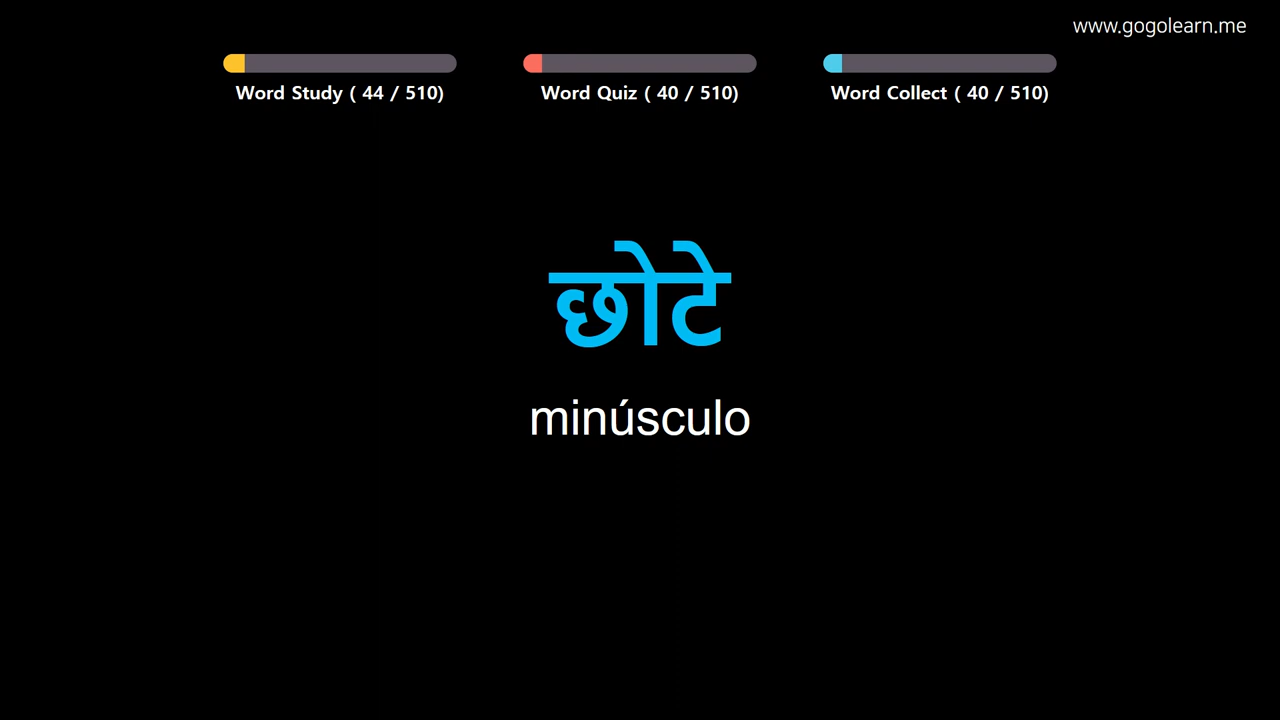 www.gogolearn.me
Word Study ( 44 / 510)
Word Quiz ( 40 / 510)
Word Collect ( 40 / 510)
छोटे
minúsculo